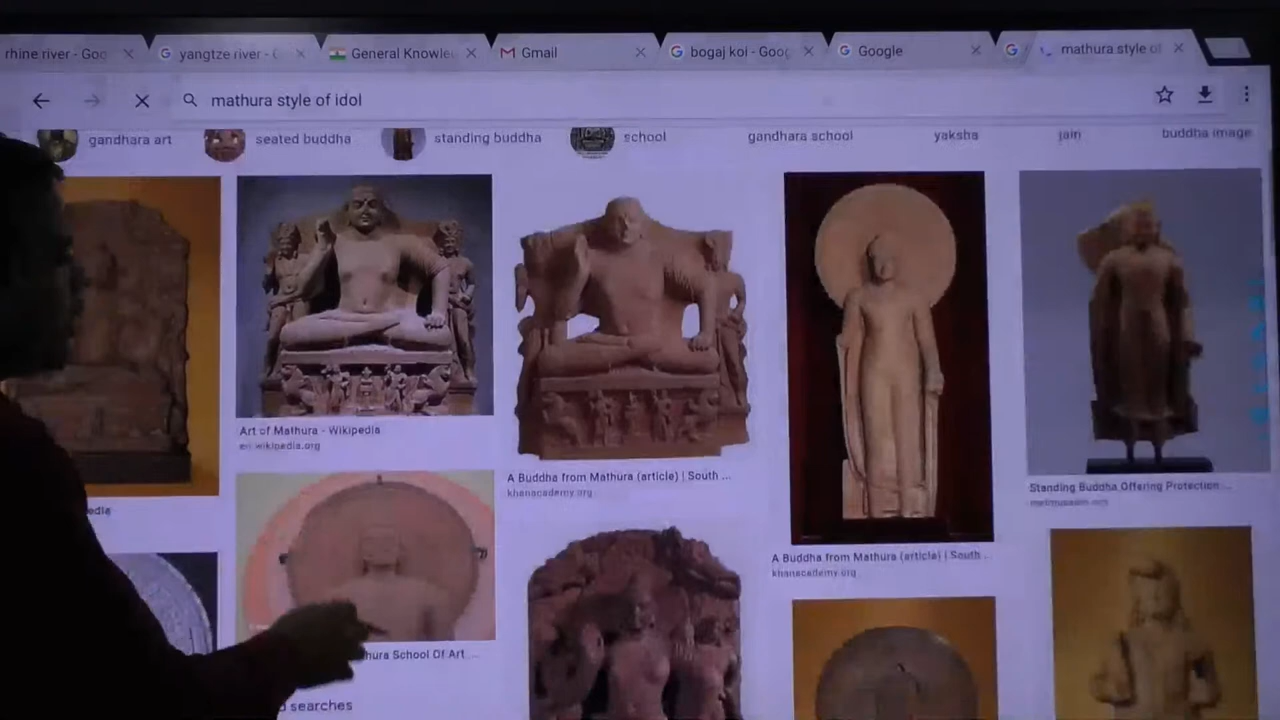 rhine river - Goo
yangtze river - G
General Knowle
Gmail
bogaj koi - Goog
Google
mathura style of
mathura style of idol
gandhara art
seated buddha
standing buddha
school
gandhara school
yaksha
jain
buddha image
Art of Mathura - Wikipedia
en.wikipedia.org
A Buddha from Mathura (article) | South ...
khanacademy.org
A Buddha from Mathura (article) | South ...
khanacademy.org
Standing Buddha Offering Protection ...
metmuseum.org
edia
hura School Of Art ...
d searches